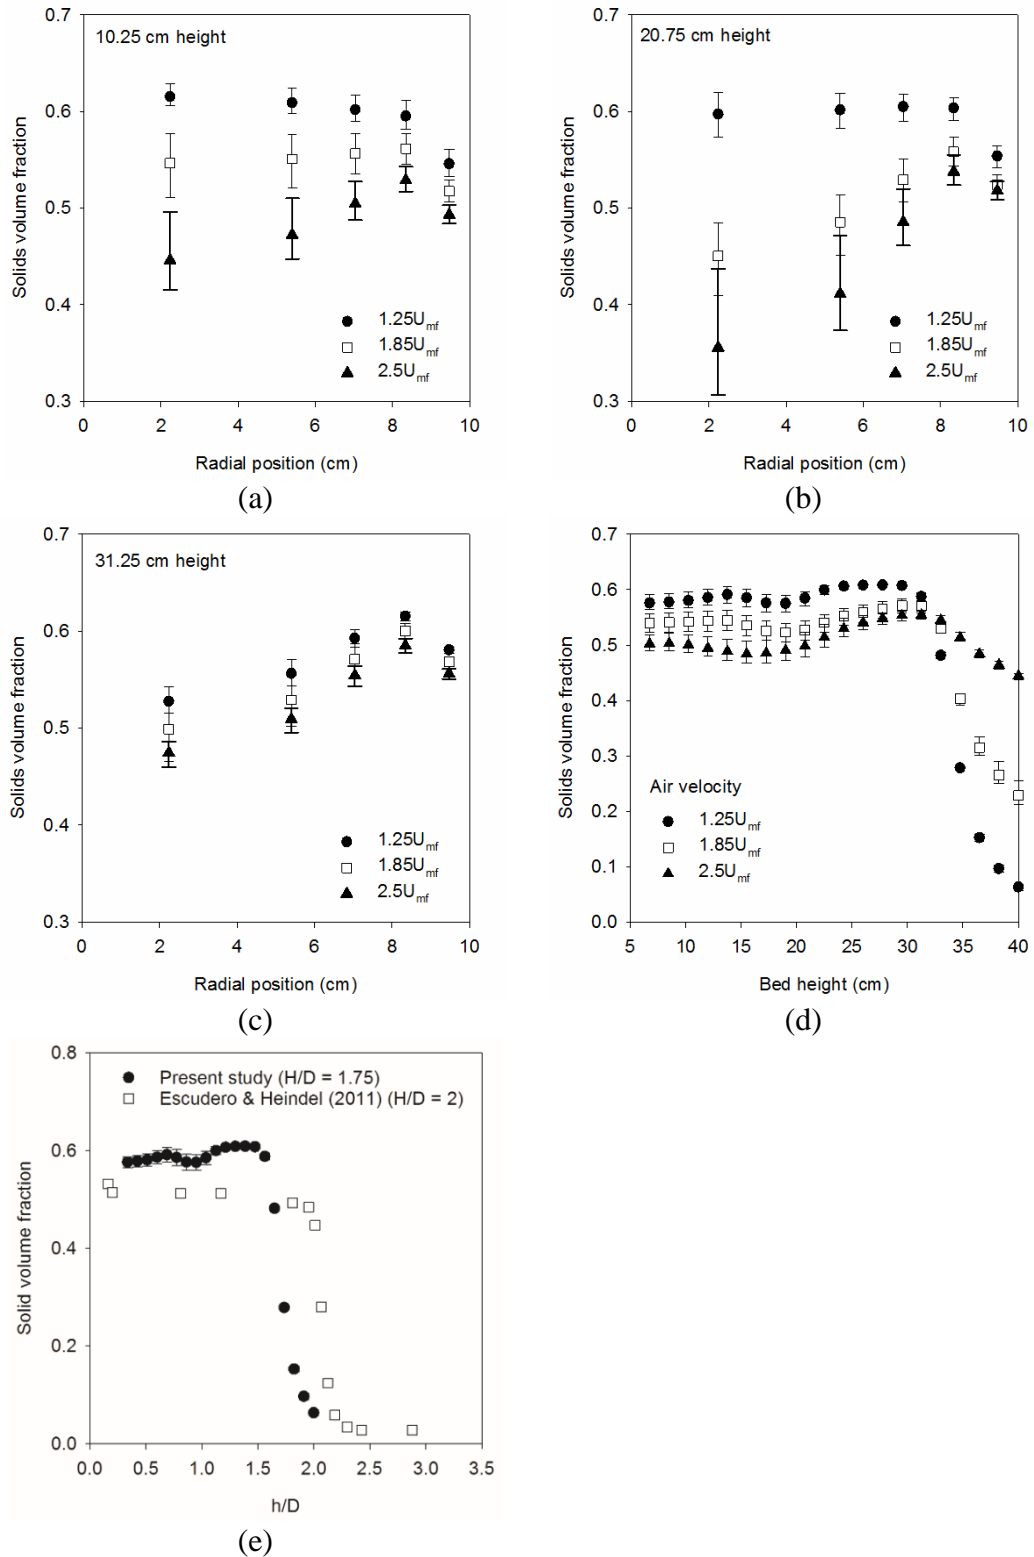 0.7
0.6
0.5
0.4
0.3
Solids volume fraction
10.25 cm height
1.25Umf
1.85Umf
2.5Umf
0 2 4 6 8 10
Radial position (cm)
(a)
0.7
0.6
0.5
0.4
0.3
Solids volume fraction
20.75 cm height
1.25Umf
1.85Umf
2.5Umf
0 2 4 6 8 10
Radial position (cm)
(b)
0.7
0.6
0.5
0.4
0.3
Solids volume fraction
31.25 cm height
1.25Umf
1.85Umf
2.5Umf
0 2 4 6 8 10
Radial position (cm)
(c)
0.7
0.6
0.5
0.4
0.3
0.2
0.1
0.0
Solids volume fraction
Air velocity
1.25Umf
1.85Umf
2.5Umf
5 10 15 20 25 30 35 40
Bed height (cm)
(d)
0.8
0.6
0.4
0.2
0.0
Solid volume fraction
Present study (H/D = 1.75)
Escudero & Heindel (2011) (H/D = 2)
0.0 0.5 1.0 1.5 2.0 2.5 3.0 3.5
h/D
(e)